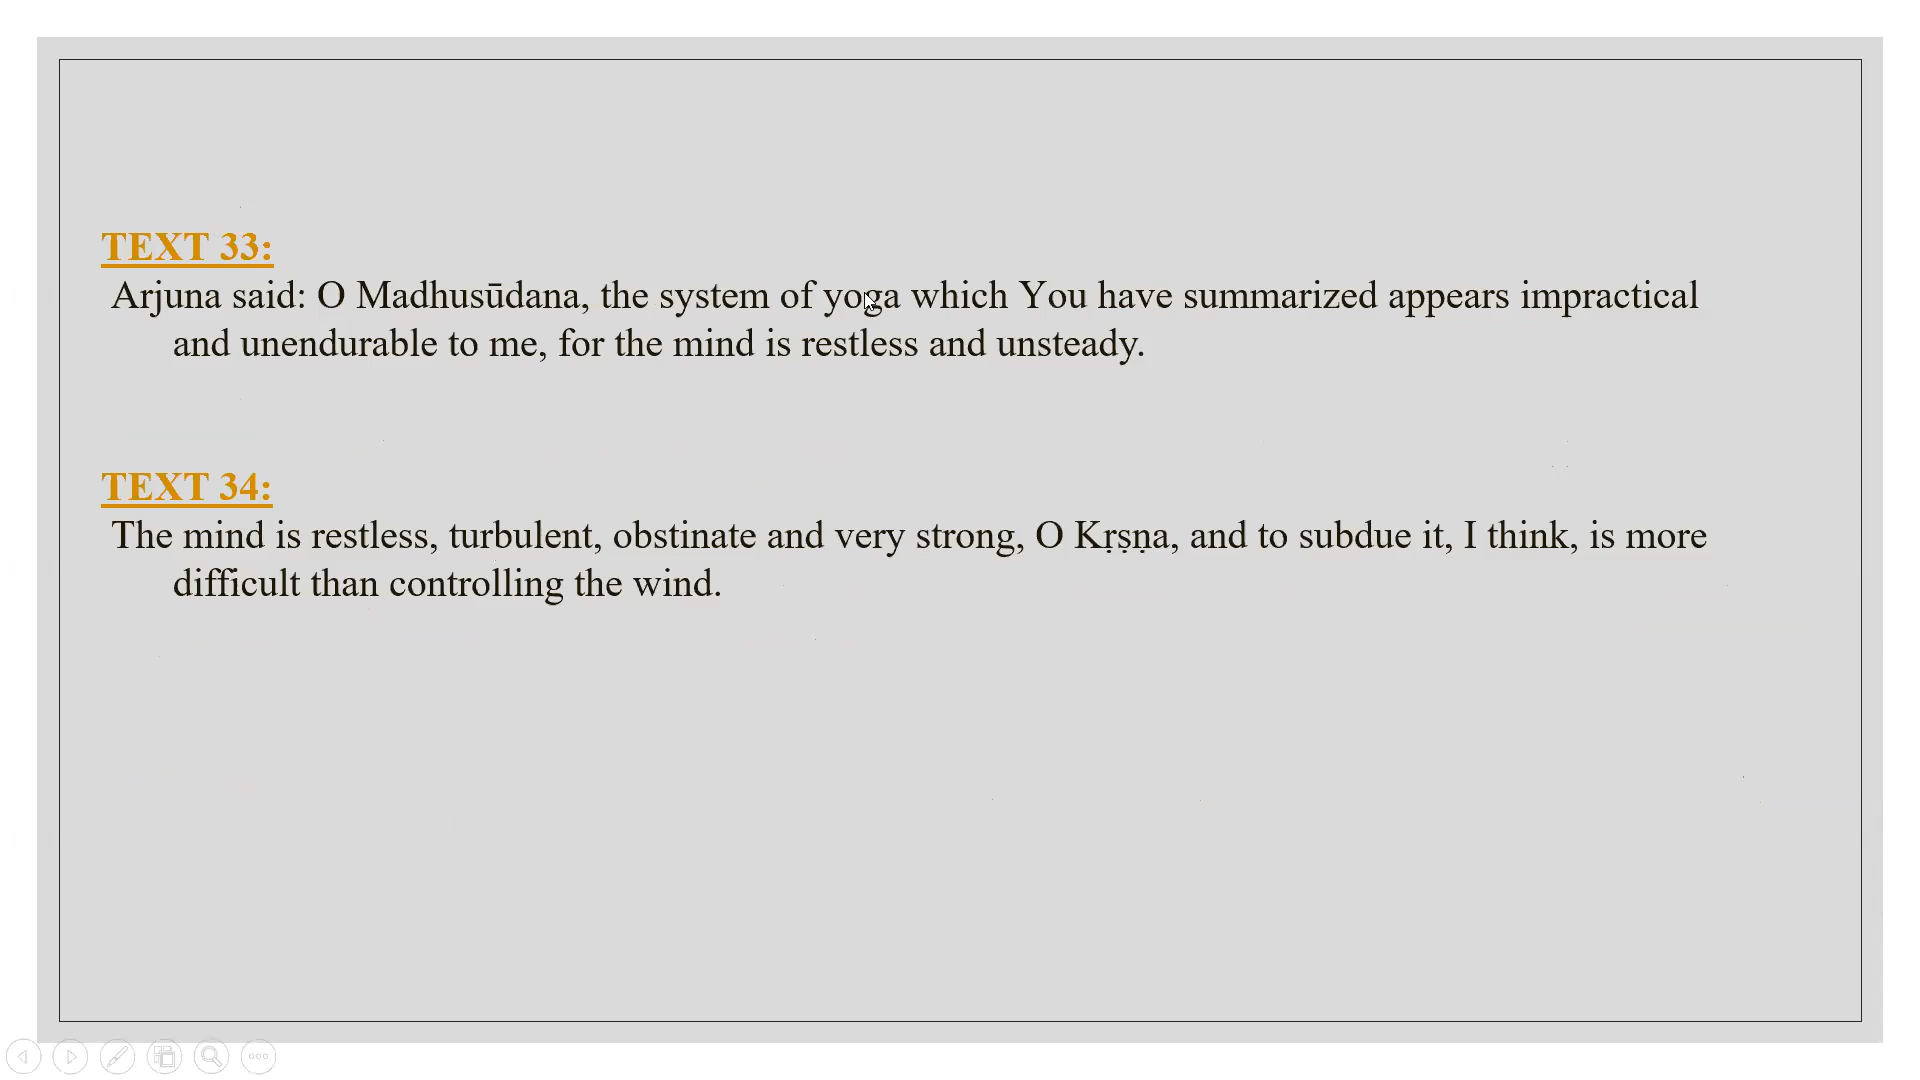 TEXT 33:
Arjuna said: O Madhusūdana, the system of yoga which You have summarized appears impractical
and unendurable to me, for the mind is restless and unsteady.
TEXT 34:
The mind is restless, turbulent, obstinate and very strong, O Kṛṣṇa, and to subdue it, I think, is more
difficult than controlling the wind.